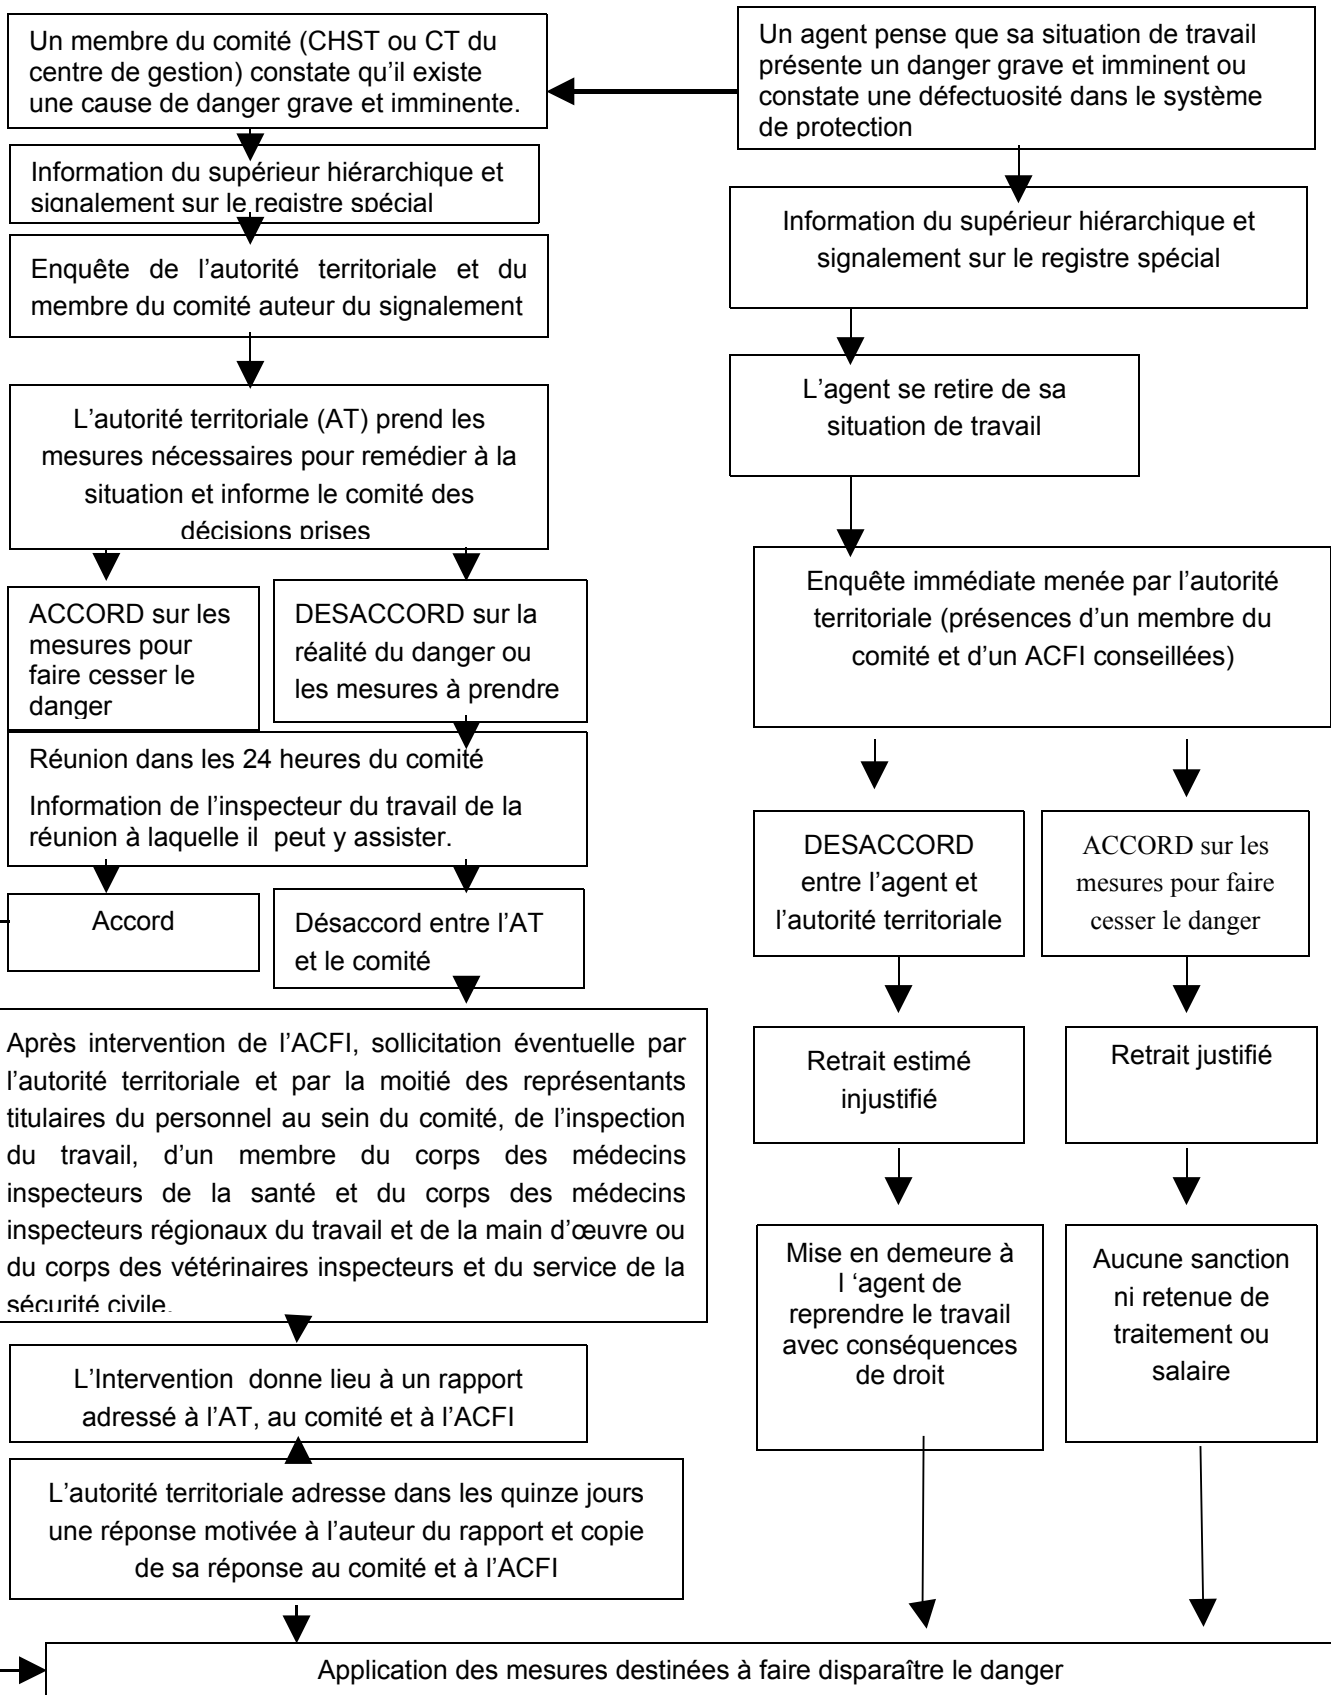 Un membre du comité (CHST ou CT du
centre de gestion) constate qu’il existe
une cause de danger grave et imminente.
Un agent pense que sa situation de travail
présente un danger grave et imminent ou
constate une défectuosité dans le système
de protection
Information du supérieur hiérarchique et
signalement sur le registre spécial
Information du supérieur hiérarchique et
signalement sur le registre spécial
Enquête de l’autorité territoriale et du
membre du comité auteur du signalement
L’agent se retire de sa
situation de travail
L’autorité territoriale (AT) prend les
mesures nécessaires pour remédier à la
situation et informe le comité des
décisions prises
Enquête immédiate menée par l’autorité
territoriale (présences d’un membre du
comité et d’un ACFI conseillées)
ACCORD sur les
mesures pour
faire cesser le
danger
DESACCORD sur la
réalité du danger ou
les mesures à prendre
Réunion dans les 24 heures du comité
Information de l’inspecteur du travail de la
réunion à laquelle il  peut y assister.
DESACCORD
entre l’agent et
l’autorité territoriale
ACCORD sur les
mesures pour faire
cesser le danger
Accord
Désaccord entre l’AT
et le comité
Après intervention de l’ACFI, sollicitation éventuelle par
l’autorité territoriale et par la moitié des représentants
titulaires du personnel au sein du comité, de l’inspection
du travail, d’un membre du corps des médecins
inspecteurs de la santé et du corps des médecins
inspecteurs régionaux du travail et de la main d’œuvre ou
du corps des vétérinaires inspecteurs et du service de la
sécurité civile.
Retrait estimé
injustifié
Retrait justifié
Mise en demeure à
l ‘agent de
reprendre le travail
avec conséquences
de droit
Aucune sanction
ni retenue de
traitement ou
salaire
L’Intervention  donne lieu à un rapport
adressé à l’AT, au comité et à l’ACFI
L’autorité territoriale adresse dans les quinze jours
une réponse motivée à l’auteur du rapport et copie
de sa réponse au comité et à l’ACFI
Application des mesures destinées à faire disparaître le danger